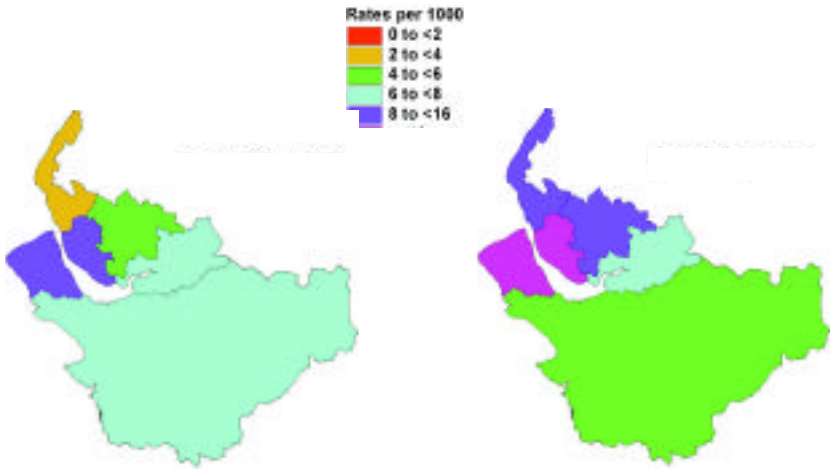 Rates per 1000
0 to <2
2 to <4
4 to <6
6 to <8
8 to <16